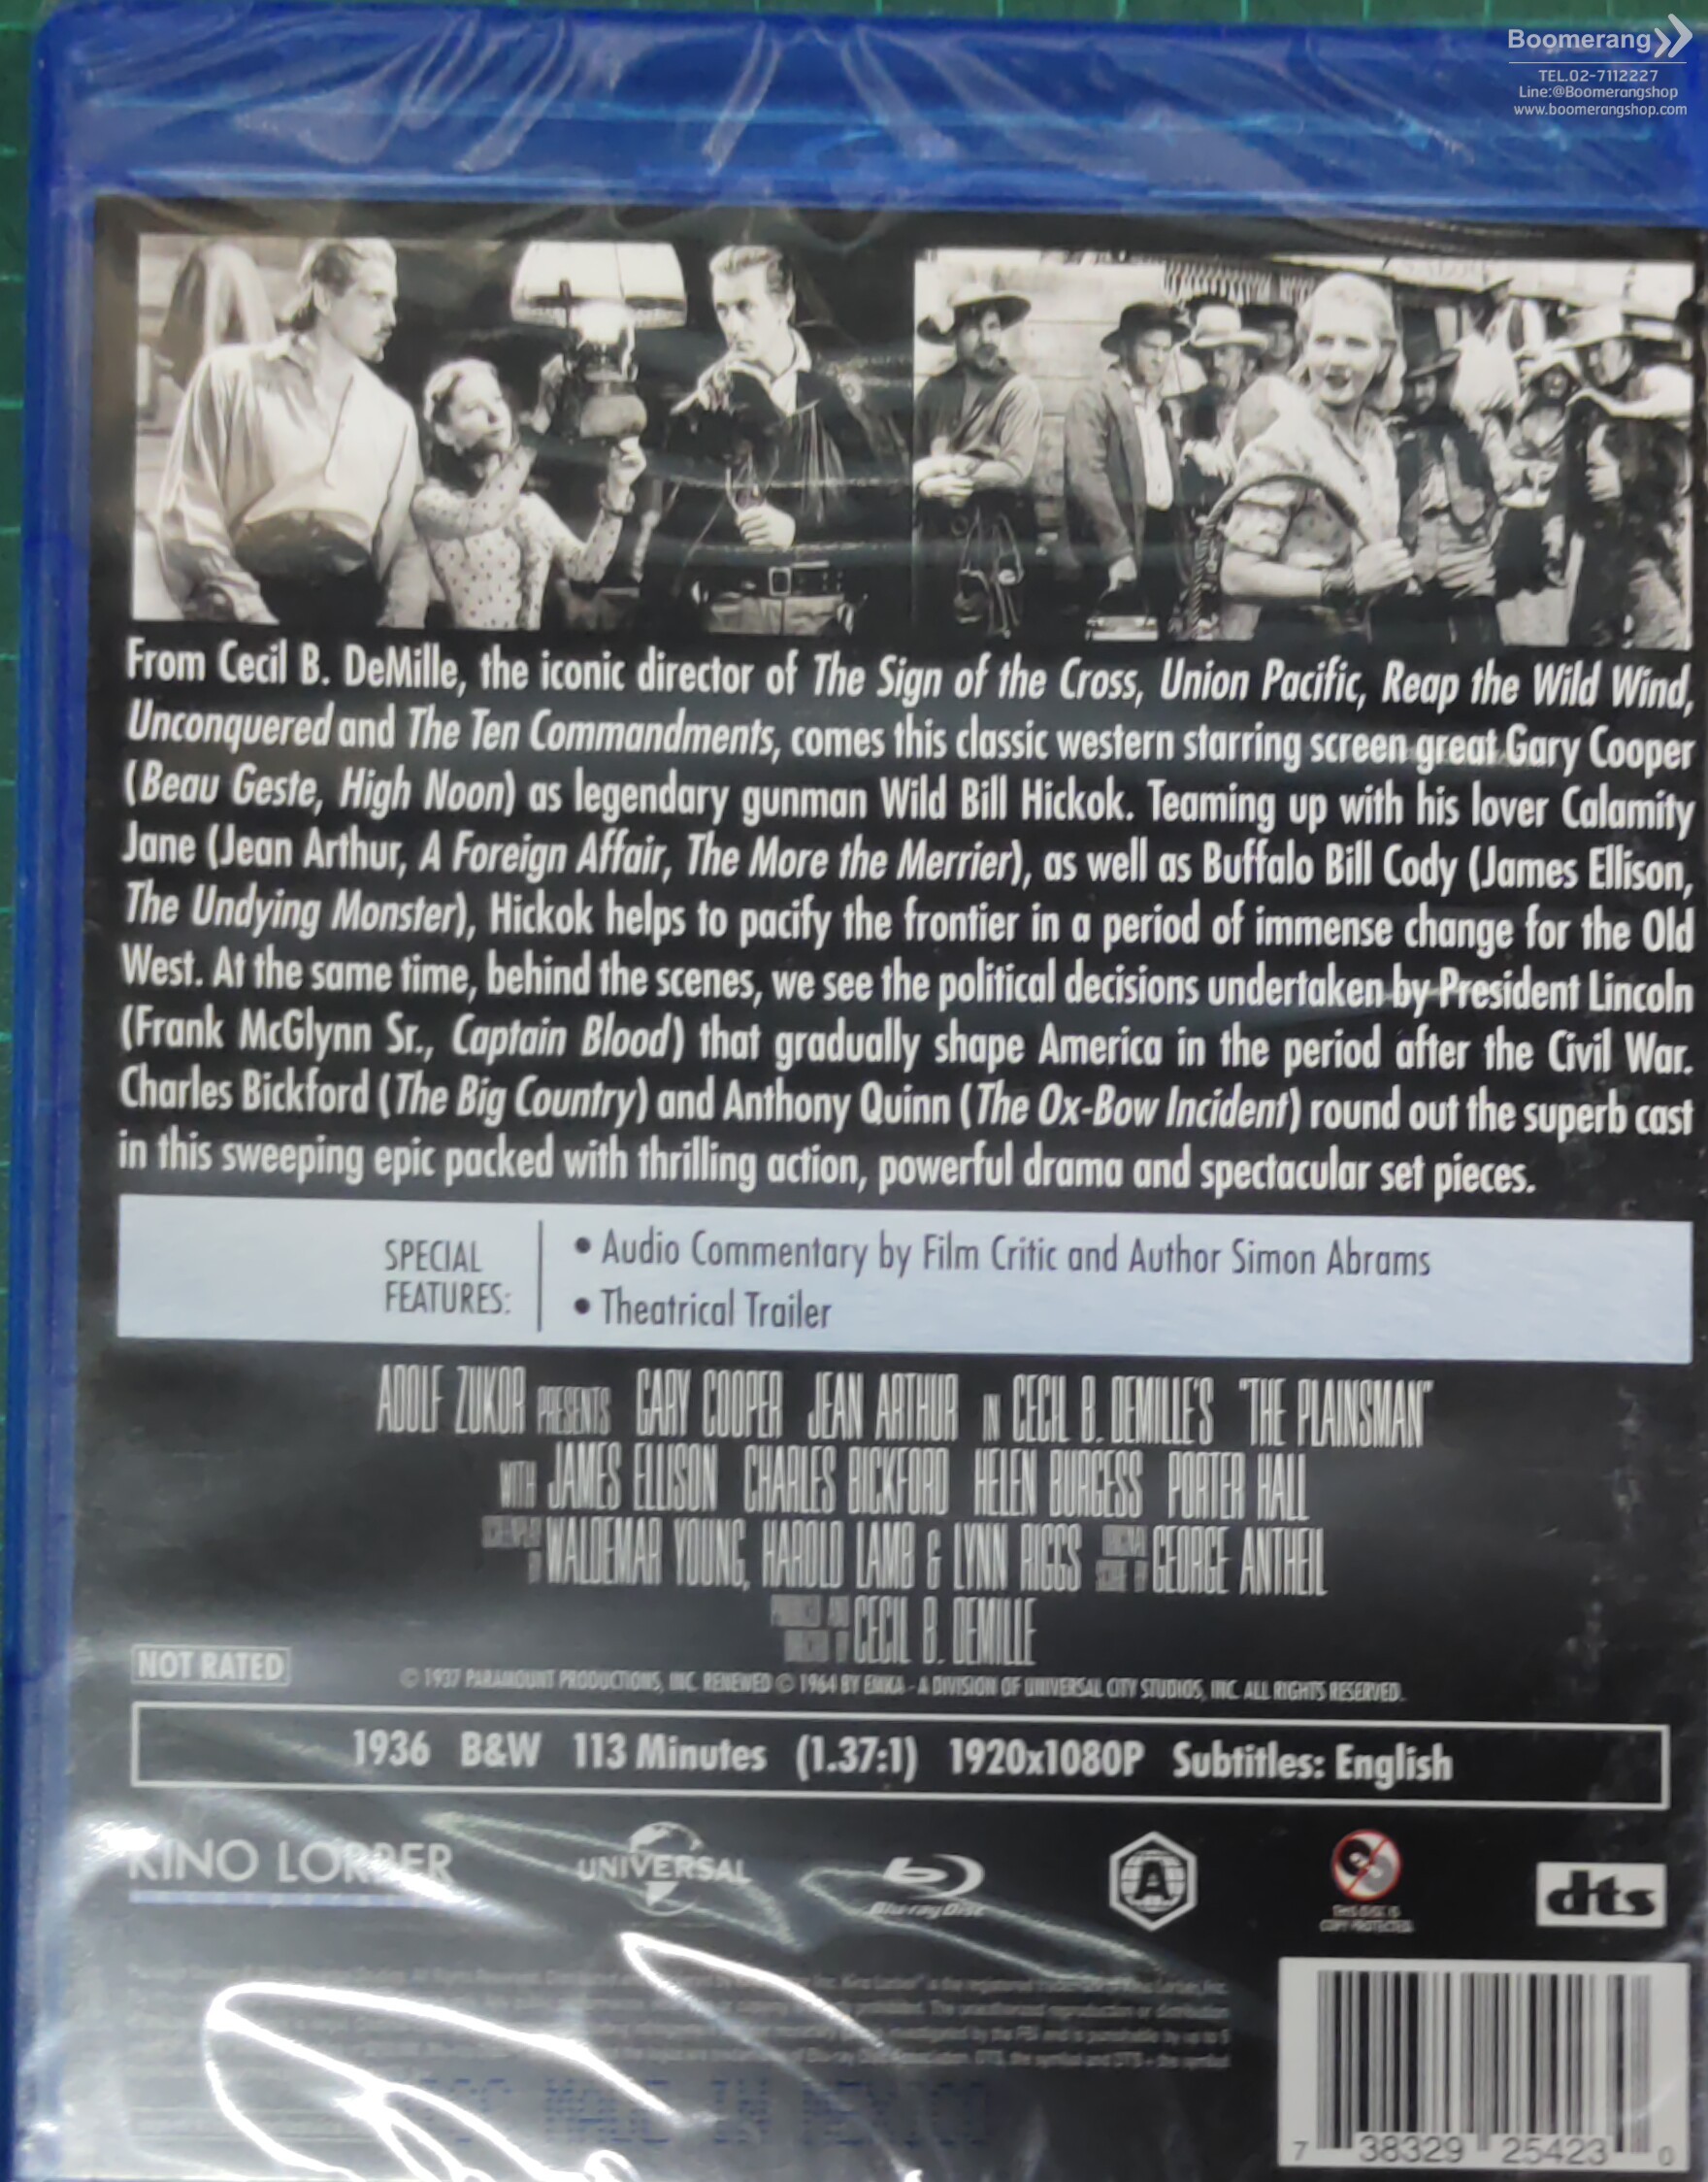 Boomerang
TEL.02-7112227
Line:@Boomerangshop
www.boomerangshop.com
From Cecil B. DeMille, the iconic director of The Sign of the Cross, Union Pacific, Reap the Wild Wind,
Unconquered and The Ten Commandments, comes this classic western starring screen great Gary Cooper
(Beau Geste, High Noon) as legendary gunman Wild Bill Hickok. Teaming up with his lover Calamity
Jane (Jean Arthur, A Foreign Affair, The More the Merrier), as well as Buffalo Bill Cody (James Ellison,
The Undying Monster), Hickok helps to pacify the frontier in a period of immense change for the Old
West. At the same time, behind the scenes, we see the political decisions undertaken by President Lincoln
(Frank McGlynn Sr., Captain Blood) that gradually shape America in the period after the Civil War.
Charles Bickford (The Big Country) and Anthony Quinn (The Ox-Bow Incident) round out the superb cast
in this sweeping epic packed with thrilling action, powerful drama and spectacular set pieces.
SPECIAL
FEATURES:
• Audio Commentary by Film Critic and Author Simon Abrams
• Theatrical Trailer
ADOLF ZUKOR PRESENTS GARY COOPER JEAN ARTHUR IN CECIL B. DEMILLE'S "THE PLAINSMAN"
WITH JAMES ELLISON CHARLES BICKFORD HELEN BURGESS PORTER HALL
WALDEMAR YOUNG, HAROLD LAMB & LYNN RIGGS GEORGE ANTHEIL
CECIL B. DEMILLE
NOT RATED
© 1937 PARAMOUNT PRODUCTIONS, INC. RENEWED © 1964 BY EMKA - A DIVISION OF UNIVERSAL CITY STUDIOS, INC. ALL RIGHTS RESERVED.
1936 B&W 113 Minutes (1.37:1) 1920x1080P Subtitles: English
KINO LORBER
UNIVERSAL
Blu-ray Disc
A
THIS DISC IS
COPY PROTECTED
dts
7 38329 25423 0